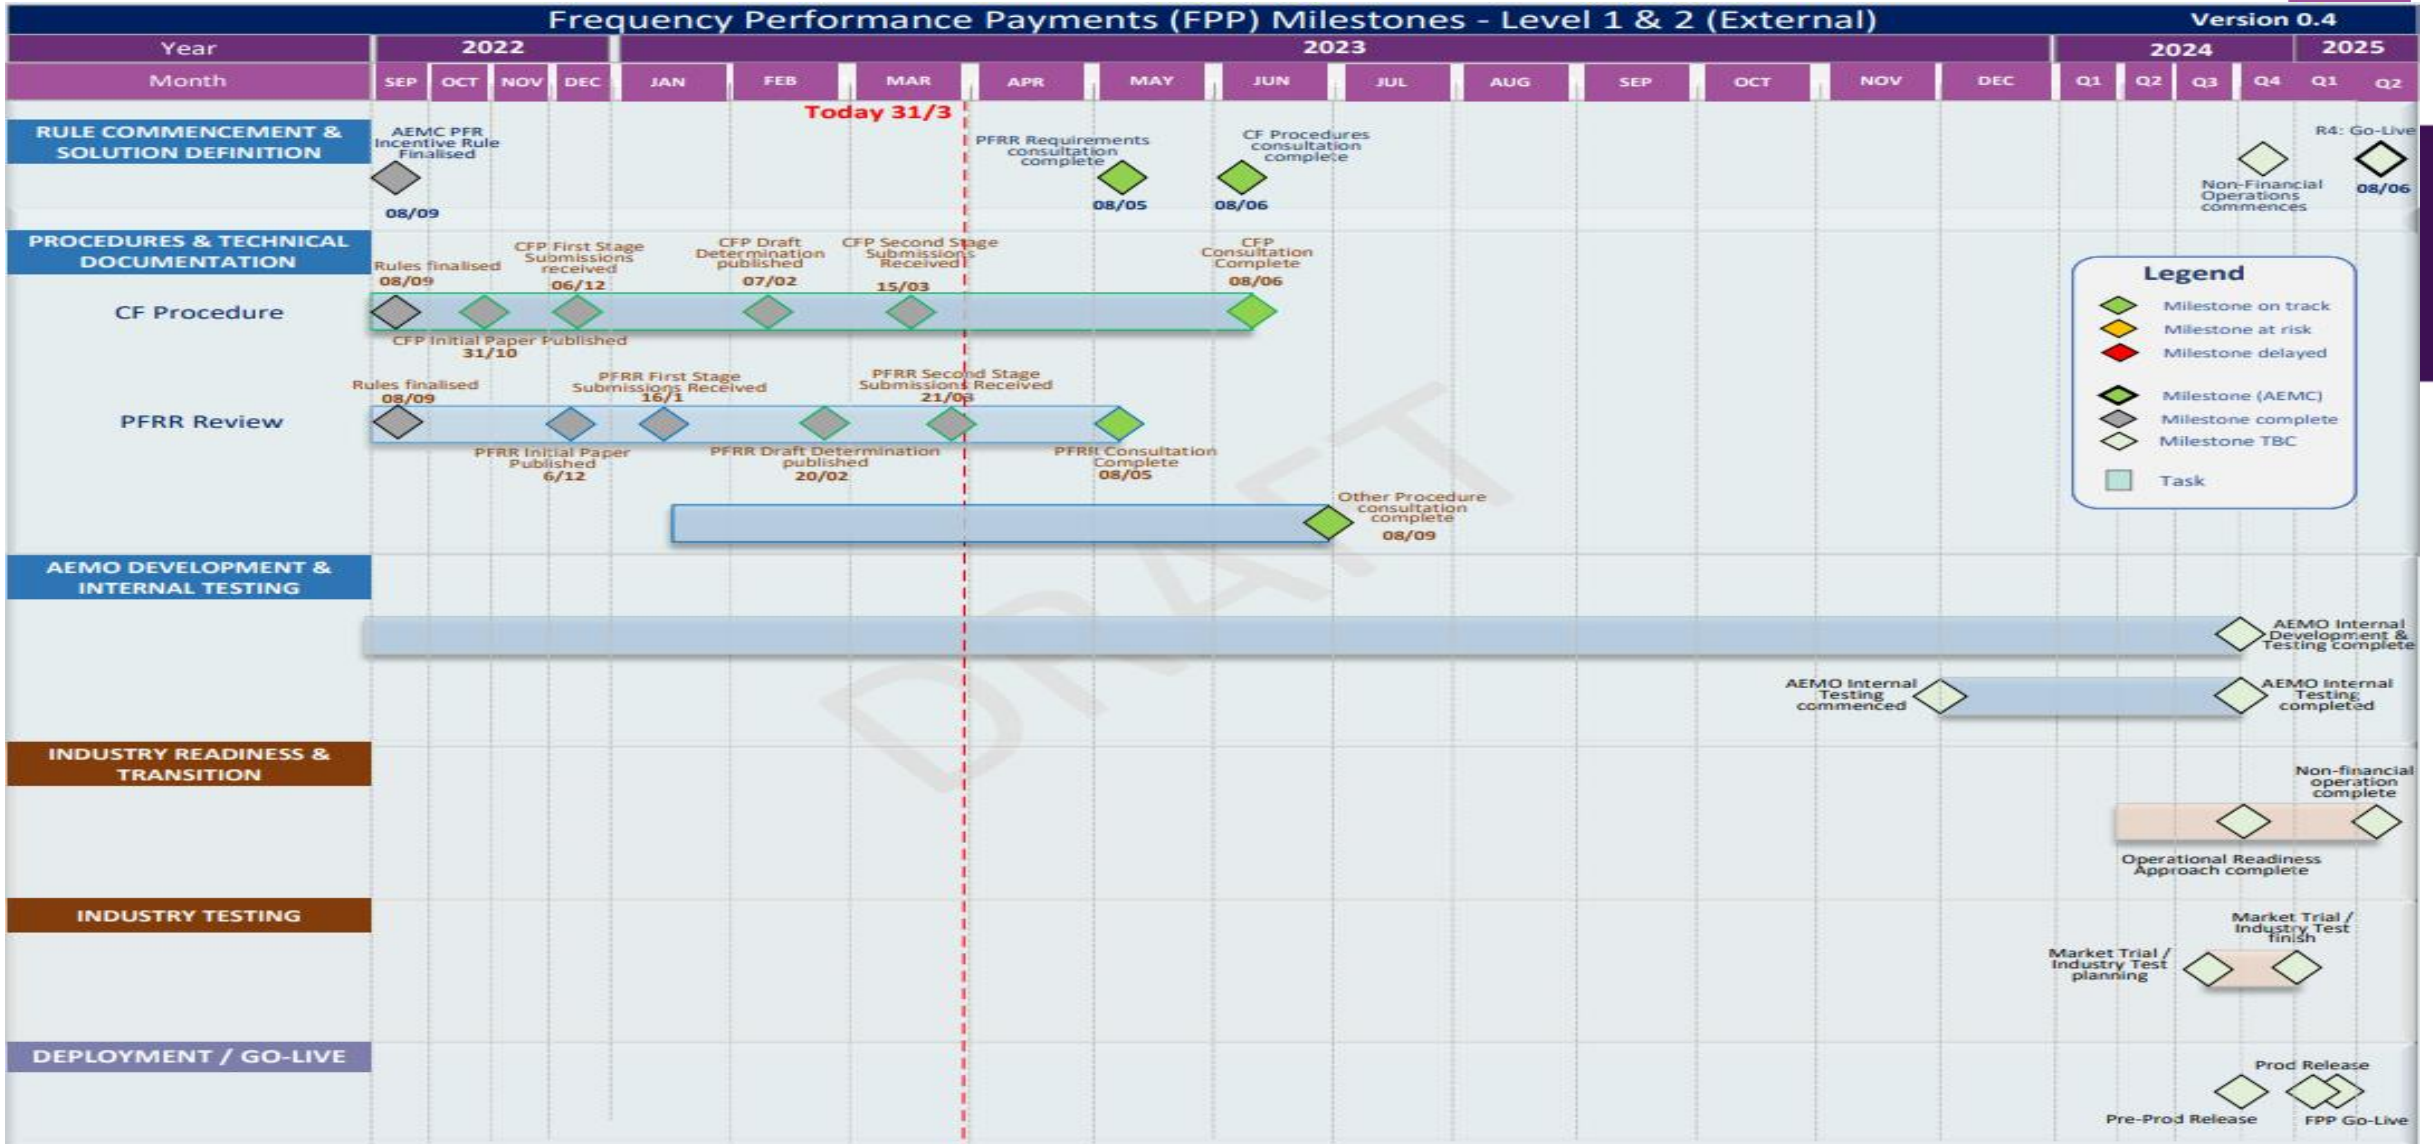 Frequency Performance Payments (FPP) Milestones - Level 1 & 2 (External)
Version 0.4
Year
2022
2023
2024
2025
Month
SEP
OCT
NOV
DEC
JAN
FEB
MAR
APR
MAY
JUN
JUL
AUG
SEP
OCT
NOV
DEC
Q1
Q2
Q3
Q4
Q1
Q2
Today 31/3
RULE COMMENCEMENT &
SOLUTION DEFINITION
AEMC PFR
Incentive Rule
Finalised
08/09
PFRR Requirements
consultation
complete
08/05
CF Procedures
consultation
complete
08/06
Non-Financial
Operations
commences
R4: Go-Live
08/06
PROCEDURES & TECHNICAL
DOCUMENTATION
CF Procedure
Rules finalised
08/09
CFP Initial Paper Published
31/10
CFP First Stage
Submissions
received
06/12
CFP Draft
Determination
published
07/02
CFP Second Stage
Submissions
Received
15/03
CFP
Consultation
Complete
08/06
PFRR Review
Rules finalised
08/09
PFRR Initial Paper
Published
6/12
PFRR First Stage
Submissions Received
16/1
PFRR Draft Determination
published
20/02
PFRR Second Stage
Submissions Received
21/03
PFRR Consultation
Complete
08/05
Other Procedure
consultation
complete
08/09
Legend
Milestone on track
Milestone at risk
Milestone delayed
Milestone (AEMC)
Milestone complete
Milestone TBC
Task
DRAFT
AEMO DEVELOPMENT &
INTERNAL TESTING
AEMO Internal
Development &
Testing complete
AEMO Internal
Testing
commenced
AEMO Internal
Testing
completed
INDUSTRY READINESS &
TRANSITION
Non-financial
operation
complete
Operational Readiness
Approach complete
INDUSTRY TESTING
Market Trial /
Industry Test
planning
Market Trial /
Industry Test
finish
DEPLOYMENT / GO-LIVE
Prod Release
Pre-Prod Release
FPP Go-Live